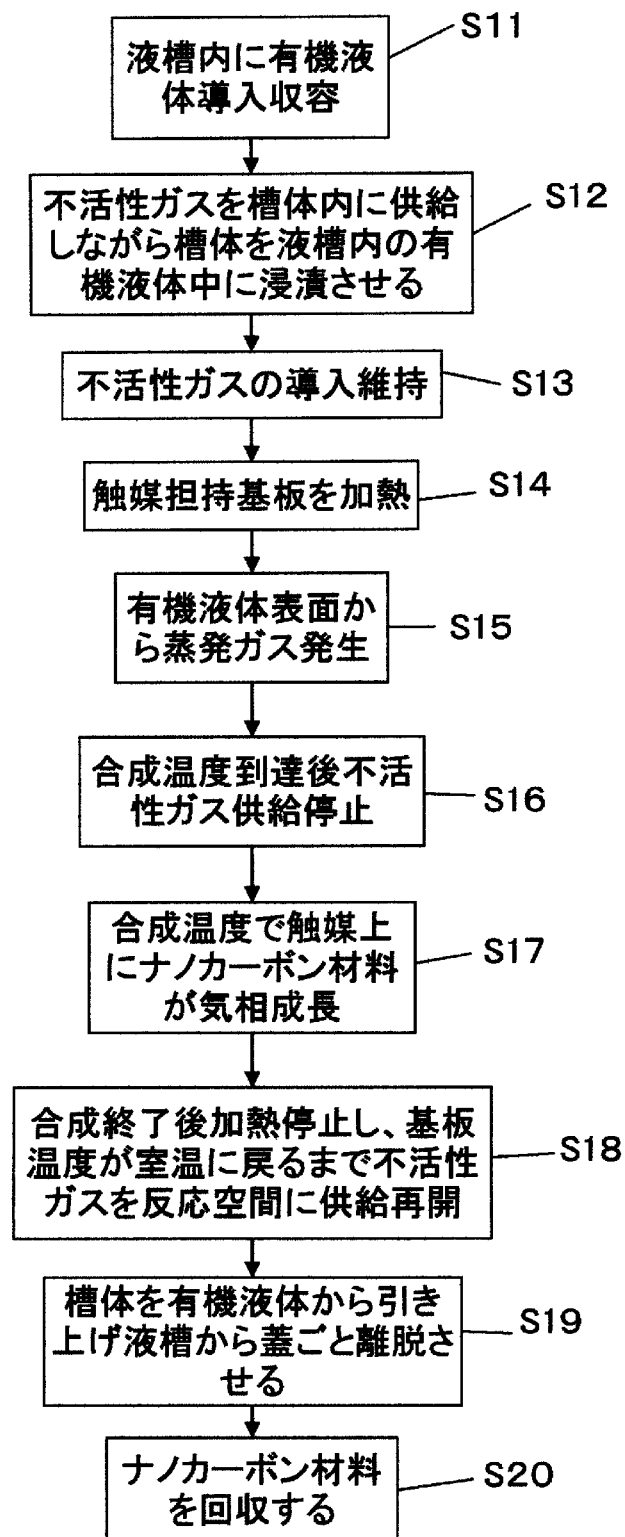 S11
液槽内に有機液
体導入収容
S12
不活性ガスを槽体内に供給
しながら槽体を液槽内の有
機液体中に浸漬させる
S13
不活性ガスの導入維持
S14
触媒担持基板を加熱
S15
有機液体表面か
ら蒸発ガス発生
S16
合成温度到達後不活
性ガス供給停止
S17
合成温度で触媒上
にナノカーボン材料
が気相成長
S18
合成終了後加熱停止し、基板
温度が室温に戻るまで不活性
ガスを反応空間に供給再開
S19
槽体を有機液体から引き
上げ液槽から蓋ごと離脱さ
せる
S20
ナノカーボン材料
を回収する